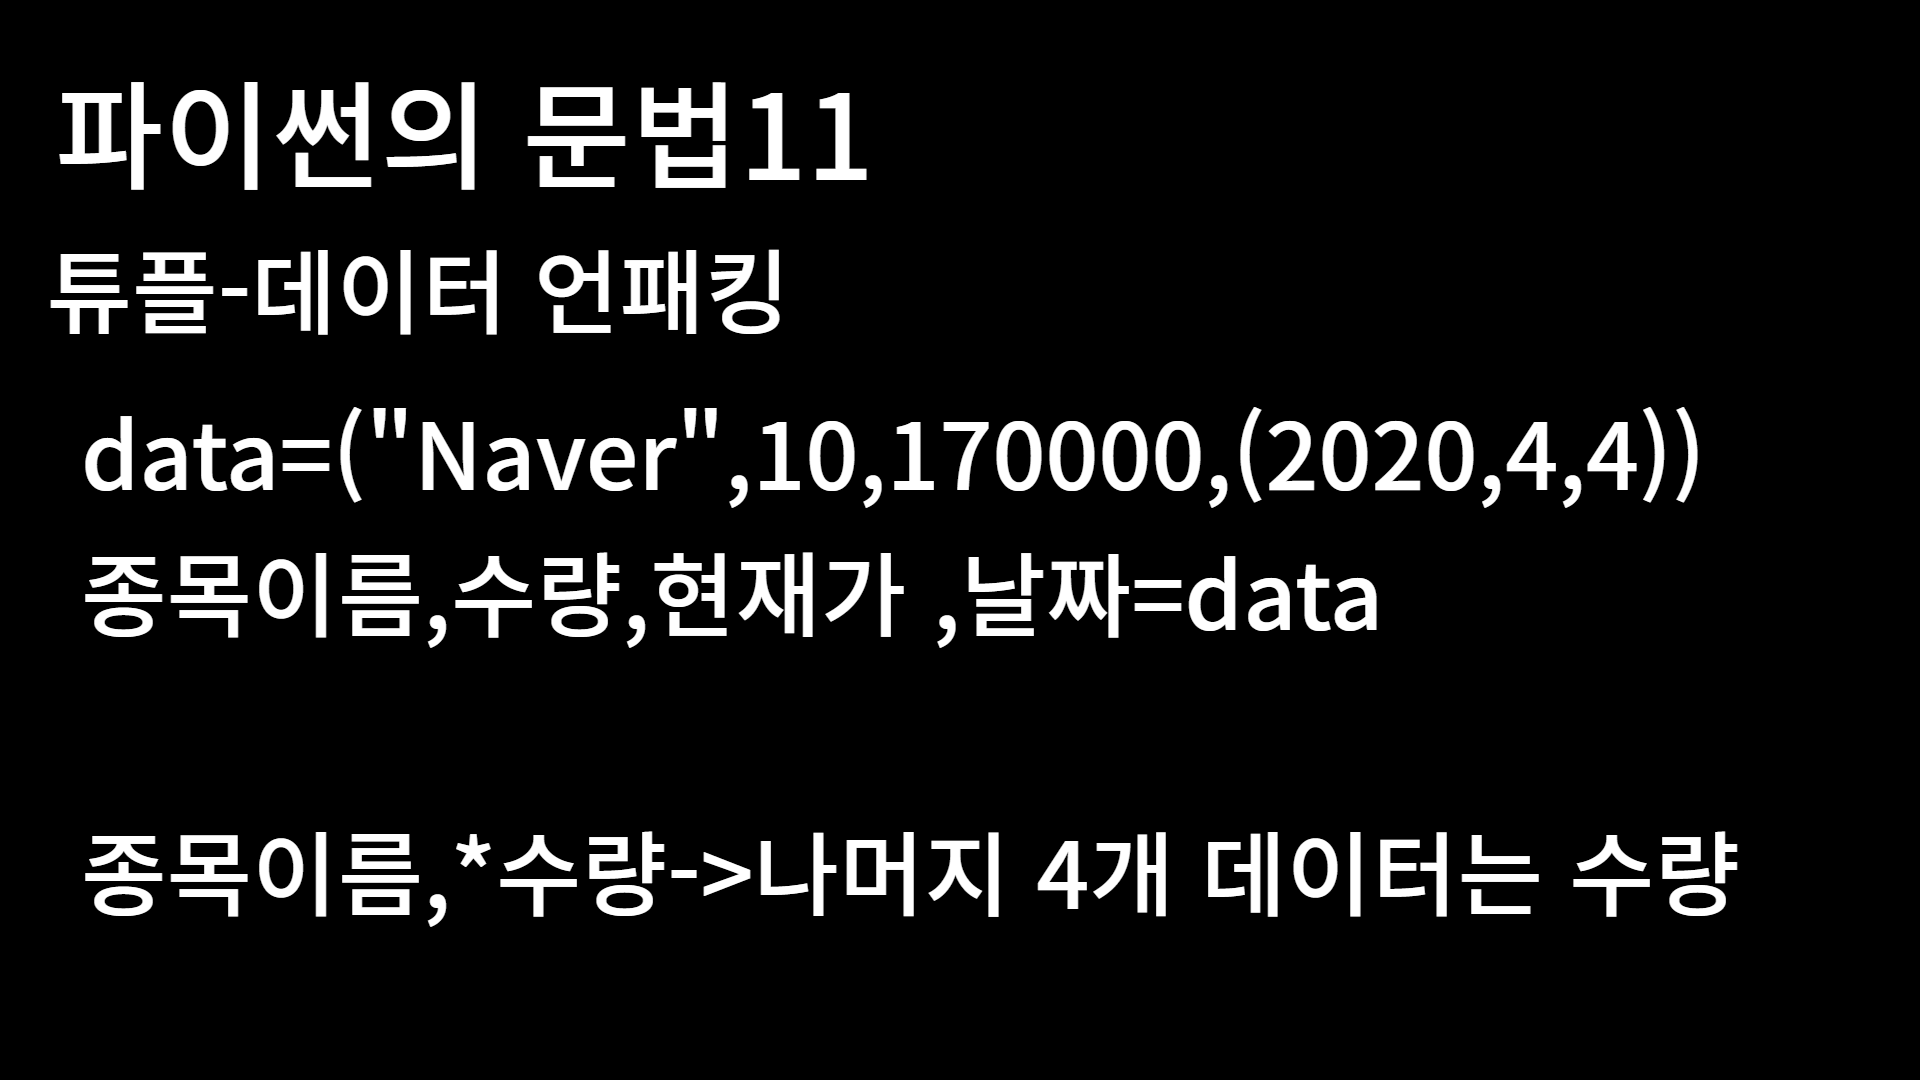 파이썬의 문법11
튜플-데이터 언패킹
data=("Naver",10,170000,(2020,4,4))
종목이름,수량,현재가 ,날짜=data
종목이름,*수량->나머지 4개 데이터는 수량